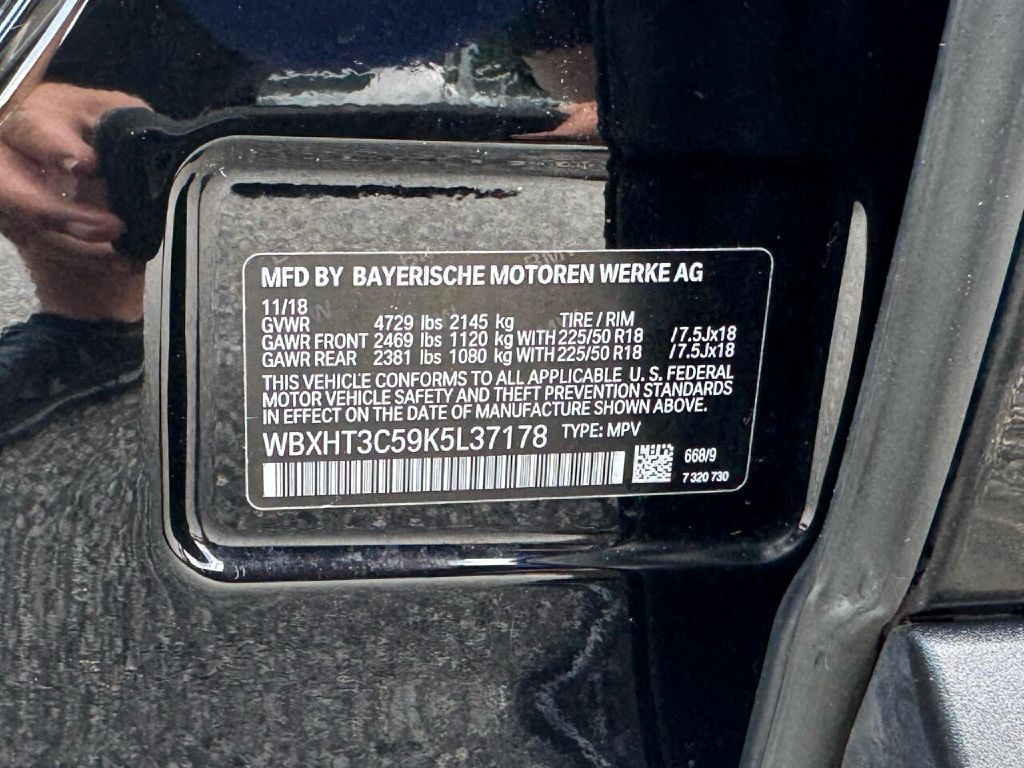 MFD BY BAYERISCHE MOTOREN WERKE AG
11/18
GVWR 4729 lbs 2145 kg TIRE / RIM
GAWR FRONT 2469 lbs 1120 kg WITH 225/50 R18 /7.5Jx18
GAWR REAR 2381 lbs 1080 kg WITH 225/50 R18 /7.5Jx18
THIS VEHICLE CONFORMS TO ALL APPLICABLE U. S. FEDERAL
MOTOR VEHICLE SAFETY AND THEFT PREVENTION STANDARDS
IN EFFECT ON THE DATE OF MANUFACTURE SHOWN ABOVE.
WBXHT3C59K5L37178 TYPE: MPV
668/9
7 320 730